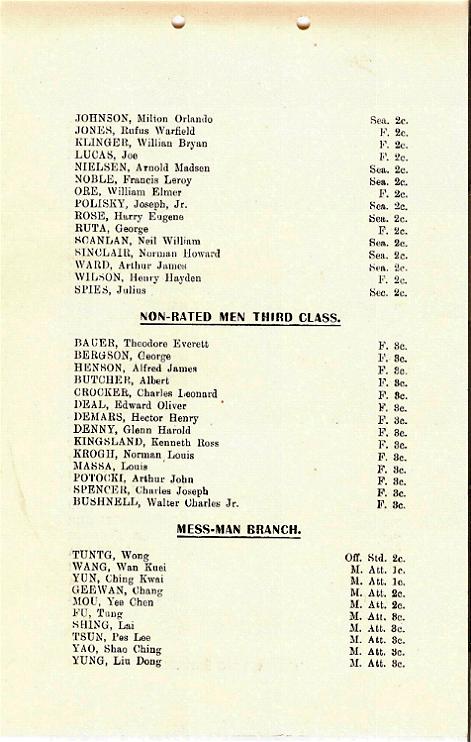 JOHNSON, Milton Orlando Sea. 2c.
JONES, Rufus Warfield F. 2c.
KLINGER, Willian Bryan F. 2c.
LUCAS, Joe F. 2c.
NIELSEN, Arnold Madsen Sea. 2c.
NOBLE, Francis Leroy Sea. 2c.
ORE, William Elmer F. 2c.
POLISKY, Joseph, Jr. Sea. 2c.
ROSE, Harry Eugene Sea. 2c.
RUTA, George F. 2c.
SCANLAN, Neil William Sea. 2c.
SINCLAIR, Norman Howard Sea. 2c.
WARD, Arthur James Sea. 2c.
WILSON, Henry Hayden F. 2c.
SPIES, Julius Sec. 2c.
NON-RATED MEN THIRD CLASS.
BAUER, Theodore Everett F. 3c.
BERGSON, George F. 3c.
HENSON, Alfred James F. 3c.
BUTCHER, Albert F. 3c.
CROCKER, Charles Leonard F. 3c.
DEAL, Edward Oliver F. 3c.
DEMARS, Hector Henry F. 3c.
DENNY, Glenn Harold F. 3c.
KINGSLAND, Kenneth Ross F. 3c.
KROGH, Norman Louis F. 3c.
MASSA, Louis F. 3c.
POTOCKI, Arthur John F. 3c.
SPENCER, Charles Joseph F. 3c.
BUSHNELL, Walter Charles Jr. F. 3c.
MESS-MAN BRANCH.
TUNTG, Wong Off. Std. 2c.
WANG, Wan Kuei M. Att. 1c.
YUN, Ching Kwai M. Att. 1c.
GEEWAN, Chang M. Att. 2c.
MOU, Yee Chen M. Att. 2c.
FU, Tung M. Att. 3c.
SHING, Lai M. Att. 3c.
TSUN, Pes Lee M. Att. 3c.
YAO, Shao Ching M. Att. 3c.
YUNG, Liu Dong M. Att. 3c.